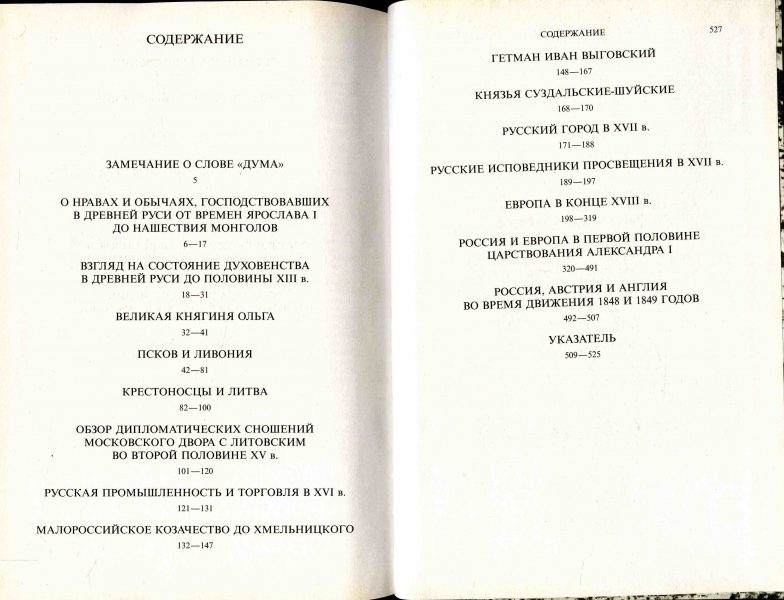 СОДЕРЖАНИЕ
ЗАМЕЧАНИЕ О СЛОВЕ «ДУМА»
5
О НРАВАХ И ОБЫЧАЯХ, ГОСПОДСТВОВАВШИХ
В ДРЕВНЕЙ РУСИ ОТ ВРЕМЕН ЯРОСЛАВА I
ДО НАШЕСТВИЯ МОНГОЛОВ
6—17
ВЗГЛЯД НА СОСТОЯНИЕ ДУХОВЕНСТВА
В ДРЕВНЕЙ РУСИ ДО ПОЛОВИНЫ XIII в.
18—31
ВЕЛИКАЯ КНЯГИНЯ ОЛЬГА
32—41
ПСКОВ И ЛИВОНИЯ
42—81
КРЕСТОНОСЦЫ И ЛИТВА
82—100
ОБЗОР ДИПЛОМАТИЧЕСКИХ СНОШЕНИЙ
МОСКОВСКОГО ДВОРА С ЛИТОВСКИМ
ВО ВТОРОЙ ПОЛОВИНЕ XV в.
101—120
РУССКАЯ ПРОМЫШЛЕННОСТЬ И ТОРГОВЛЯ В XVI в.
121—131
МАЛОРОССИЙСКОЕ КОЗАЧЕСТВО ДО ХМЕЛЬНИЦКОГО
132—147
СОДЕРЖАНИЕ 527
ГЕТМАН ИВАН ВЫГОВСКИЙ
148—167
КНЯЗЬЯ СУЗДАЛЬСКИЕ-ШУЙСКИЕ
168—170
РУССКИЙ ГОРОД В XVII в.
171—188
РУССКИЕ ИСПОВЕДНИКИ ПРОСВЕЩЕНИЯ В XVII в.
189—197
ЕВРОПА В КОНЦЕ XVIII в.
198—319
РОССИЯ И ЕВРОПА В ПЕРВОЙ ПОЛОВИНЕ
ЦАРСТВОВАНИЯ АЛЕКСАНДРА I
320—491
РОССИЯ, АВСТРИЯ И АНГЛИЯ
ВО ВРЕМЯ ДВИЖЕНИЯ 1848 И 1849 ГОДОВ
492—507
УКАЗАТЕЛЬ
509—525